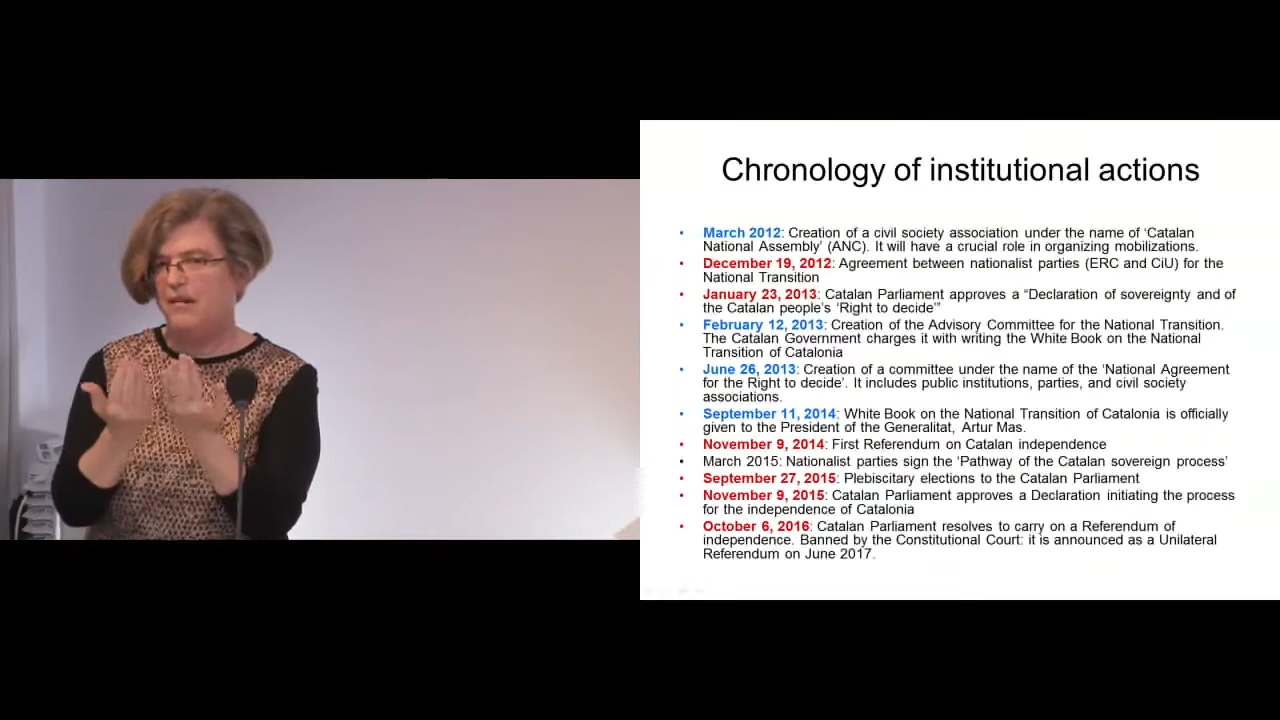 Chronology of institutional actions
• March 2012: Creation of a civil society association under the name of ‘Catalan
National Assembly’ (ANC). It will have a crucial role in organizing mobilizations.
• December 19, 2012: Agreement between nationalist parties (ERC and CiU) for the
National Transition
• January 23, 2013: Catalan Parliament approves a “Declaration of sovereignty and of
the Catalan people’s ‘Right to decide’”
• February 12, 2013: Creation of the Advisory Committee for the National Transition.
The Catalan Government charges it with writing the White Book on the National
Transition of Catalonia
• June 26, 2013: Creation of a committee under the name of the ‘National Agreement
for the Right to decide’. It includes public institutions, parties, and civil society
associations.
• September 11, 2014: White Book on the National Transition of Catalonia is officially
given to the President of the Generalitat, Artur Mas.
• November 9, 2014: First Referendum on Catalan independence
• March 2015: Nationalist parties sign the ‘Pathway of the Catalan sovereign process’
• September 27, 2015: Plebiscitary elections to the Catalan Parliament
• November 9, 2015: Catalan Parliament approves a Declaration initiating the process
for the independence of Catalonia
• October 6, 2016: Catalan Parliament resolves to carry on a Referendum of
independence. Banned by the Constitutional Court: it is announced as a Unilateral
Referendum on June 2017.